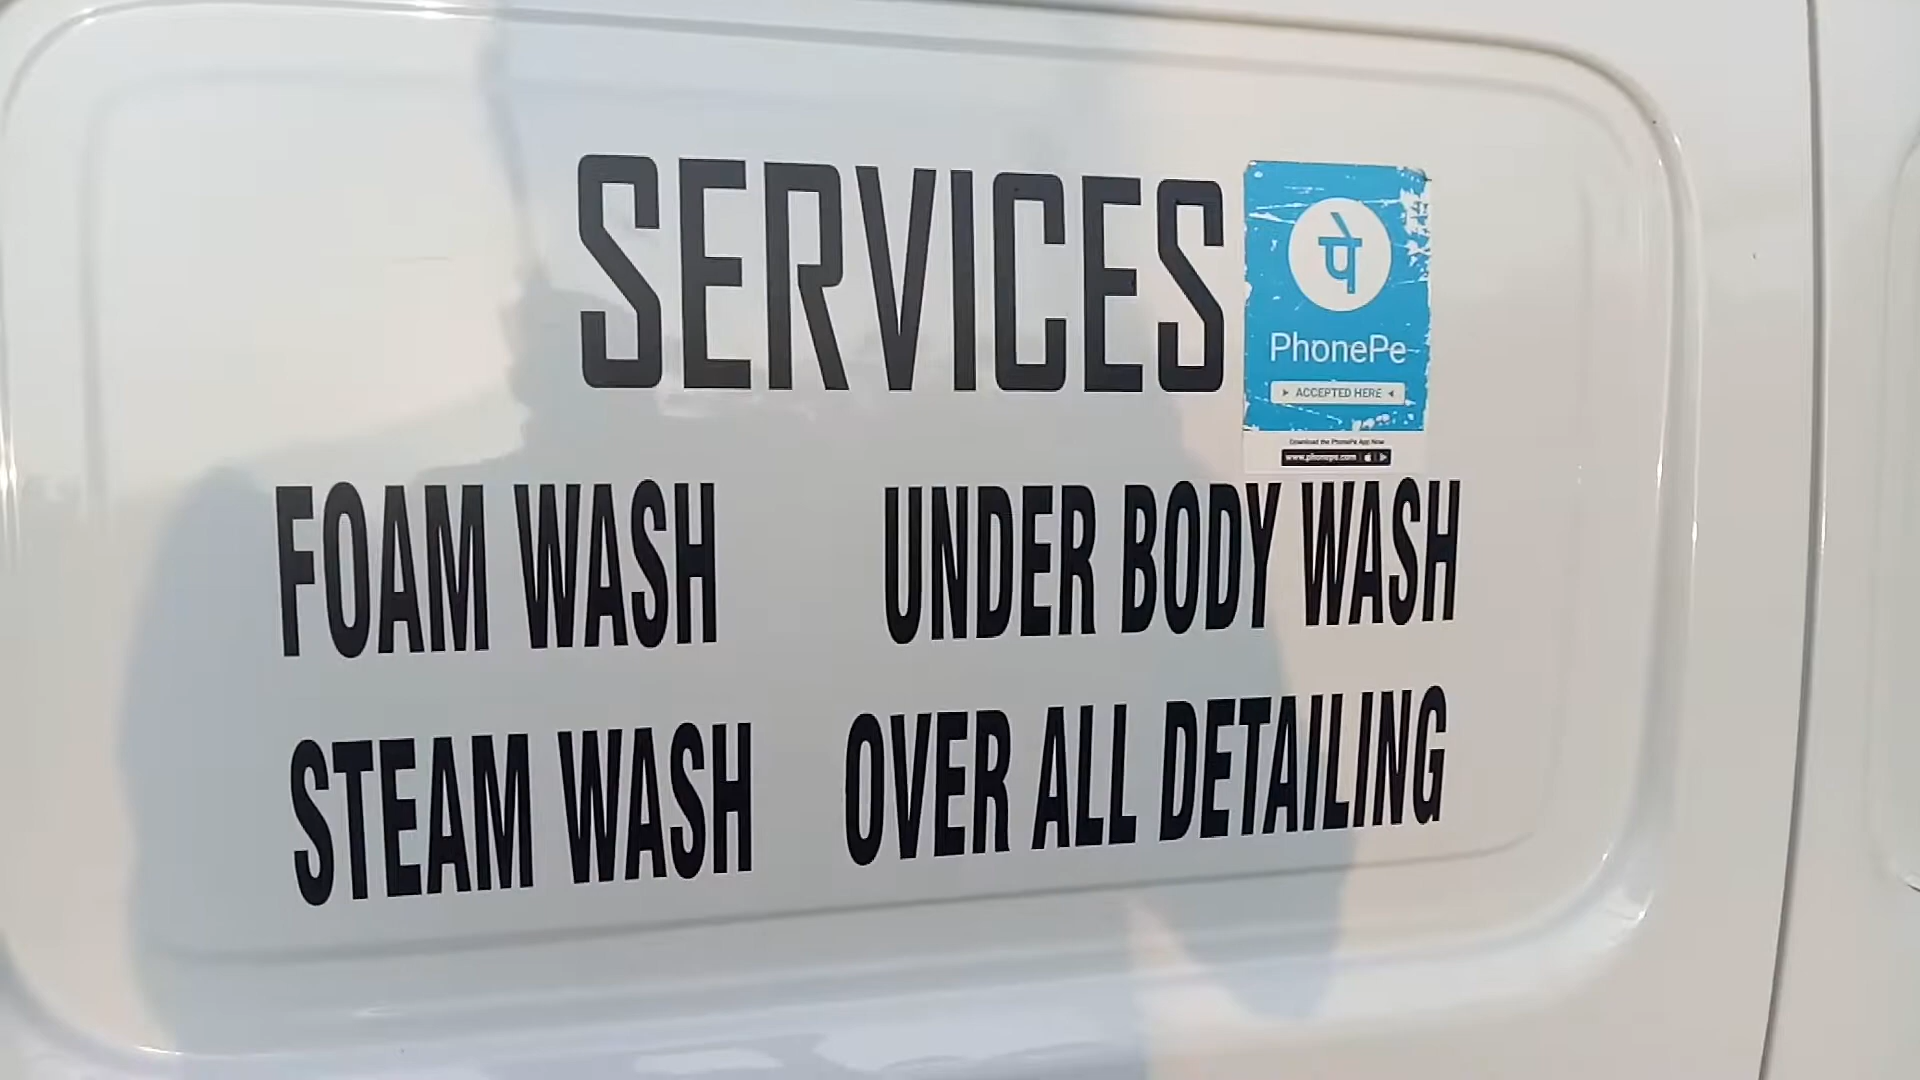 SERVICES
पे
PhonePe
ACCEPTED HERE
Download the PhonePe App Now
www.phonepe.com
FOAM WASH
UNDER BODY WASH
STEAM WASH
OVER ALL DETAILING